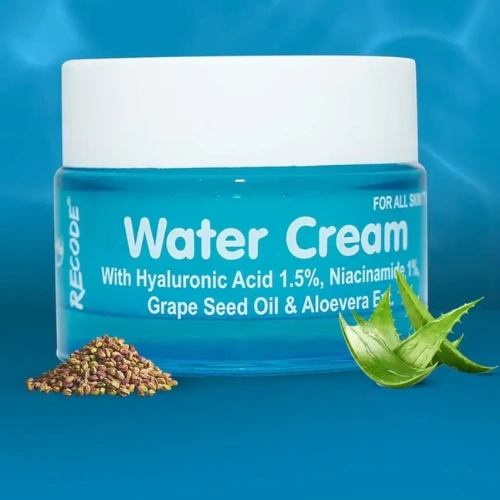 FOR ALL SKIN
RECODE®
Water Cream
With Hyaluronic Acid 1.5%, Niacinamide 1%,
Grape Seed Oil & Aloevera